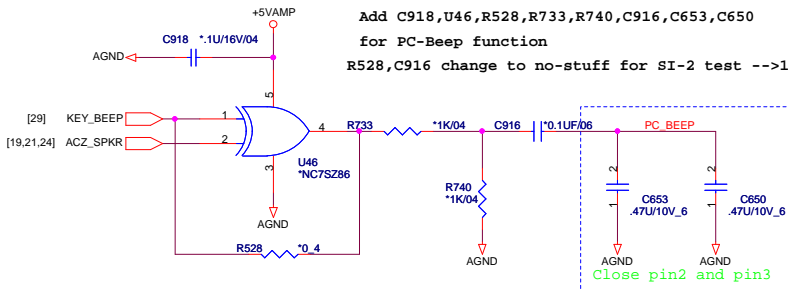 +5VAMP
Add C918,U46,R528,R733,R740,C916,C653,C650
for PC-Beep function
R528,C916 change to no-stuff for SI-2 test -->1
C918 *.1U/16V/04
AGND
5
[29] KEY_BEEP 1
[19,21,24] ACZ_SPKR 2
4
R733 *1K/04
C916 *0.1UF/06
PC_BEEP
U46
*NC7SZ86
3
AGND
R740
*1K/04
AGND
2
C653
.47U/10V_6
1
AGND
2
C650
.47U/10V_6
1
AGND
R528 *0_4
Close pin2 and pin3